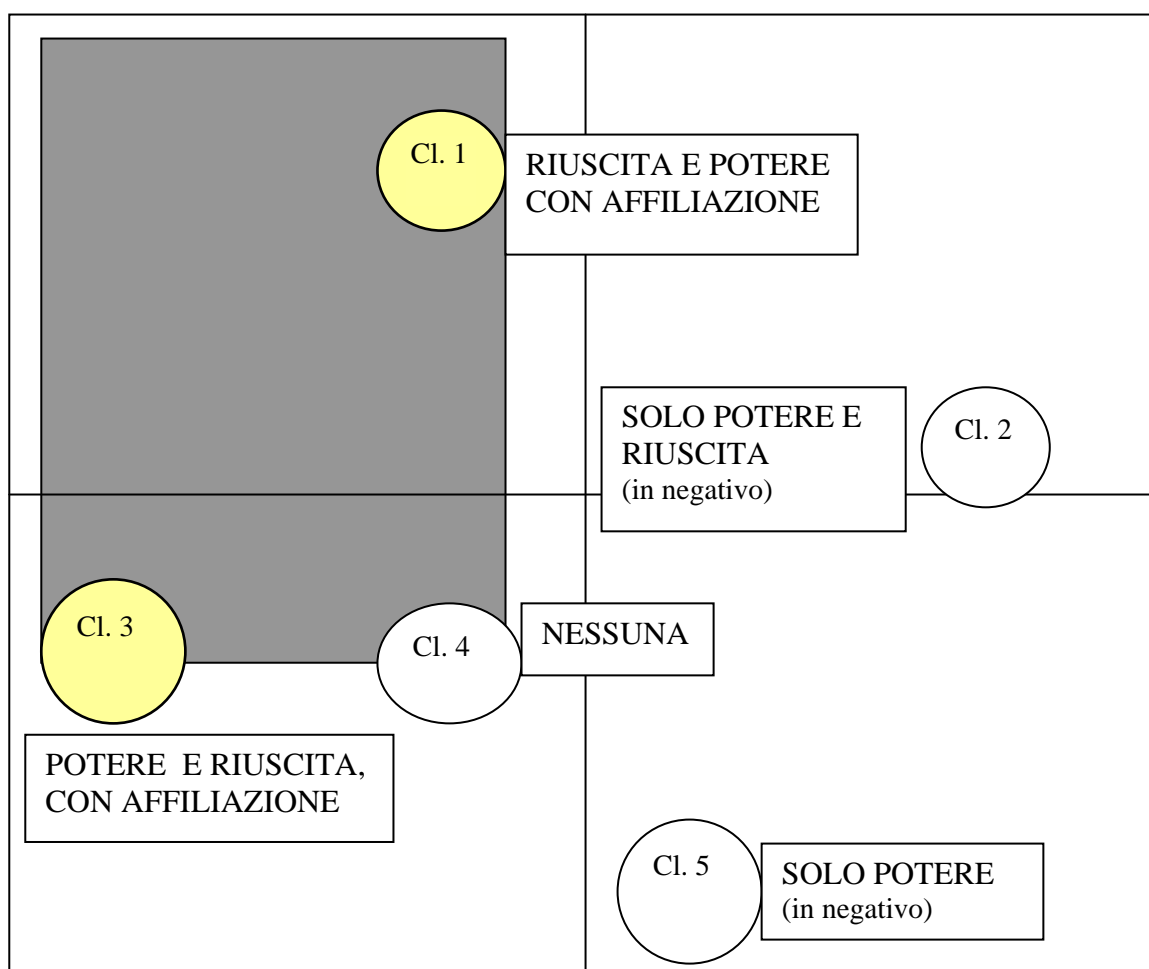 Cl. 1
RIUSCITA E POTERE
CON AFFILIAZIONE
SOLO POTERE E
RIUSCITA
(in negativo)
Cl. 2
Cl. 3
Cl. 4
NESSUNA
POTERE E RIUSCITA,
CON AFFILIAZIONE
Cl. 5
SOLO POTERE
(in negativo)